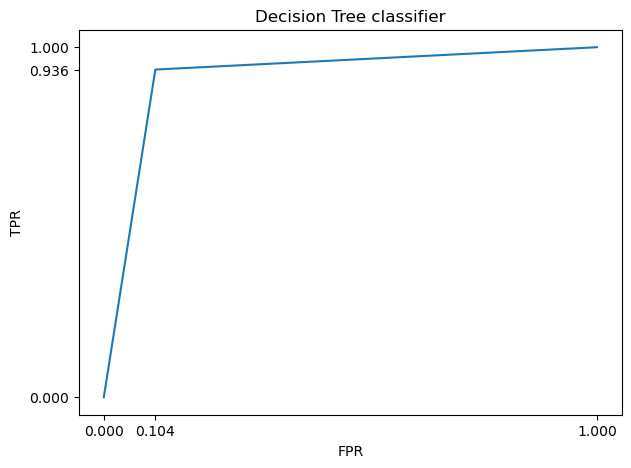 Decision Tree classifier
1.000
0.936
TPR
0.000
0.000 0.104 1.000
FPR